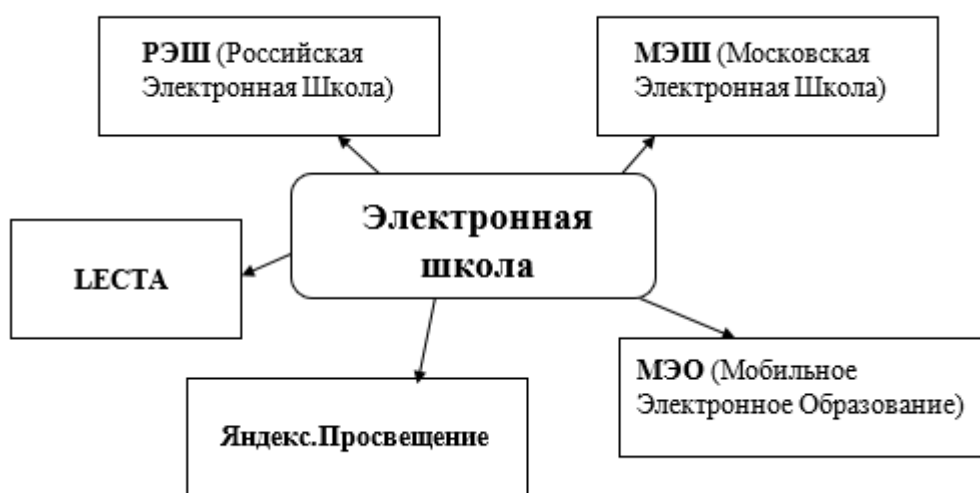 РЭШ (Российская
Электронная Школа)
МЭШ (Московская
Электронная Школа)
Электронная
школа
LECTA
МЭО (Мобильное
Электронное Образование)
Яндекс.Просвещение